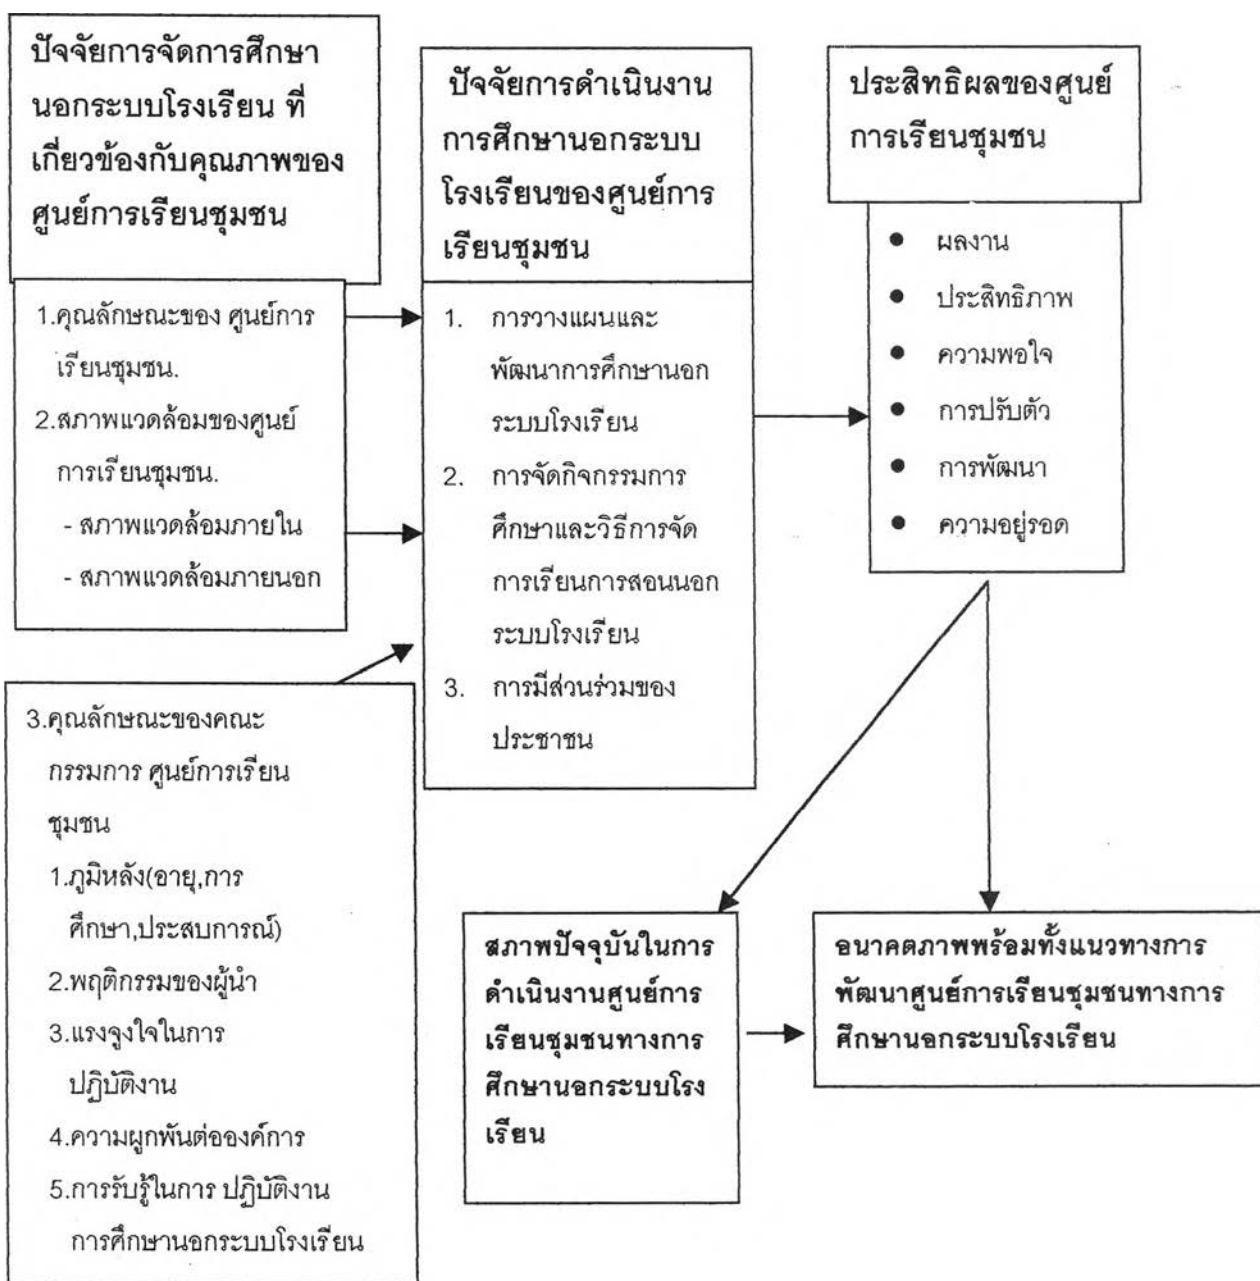 ปัจจัยการจัดการศึกษา
นอกระบบโรงเรียน ที่
เกี่ยวข้องกับคุณภาพของ
ศูนย์การเรียนชุมชน
1.คุณลักษณะของ ศูนย์การ
เรียนชุมชน.
2.สภาพแวดล้อมของศูนย์
การเรียนชุมชน.
- สภาพแวดล้อมภายใน
- สภาพแวดล้อมภายนอก
3.คุณลักษณะของคณะ
กรรมการ ศูนย์การเรียน
ชุมชน
1.ภูมิหลัง(อายุ,การ
ศึกษา,ประสบการณ์)
2.พฤติกรรมของผู้นำ
3.แรงจูงใจในการ
ปฏิบัติงาน
4.ความผูกพันต่อองค์การ
5.การรับรู้ในการ ปฏิบัติงาน
การศึกษานอกระบบโรงเรียน
ปัจจัยการดำเนินงาน
การศึกษานอกระบบ
โรงเรียนของศูนย์การ
เรียนชุมชน
1. การวางแผนและ
พัฒนาการศึกษานอก
ระบบโรงเรียน
2. การจัดกิจกรรมการ
ศึกษาและวิธีการจัด
การเรียนการสอนนอก
ระบบโรงเรียน
3. การมีส่วนร่วมของ
ประชาชน
ประสิทธิผลของศูนย์
การเรียนชุมชน
● ผลงาน
● ประสิทธิภาพ
● ความพอใจ
● การปรับตัว
● การพัฒนา
● ความอยู่รอด
สภาพปัจจุบันในการ
ดำเนินงานศูนย์การ
เรียนชุมชนทางการ
ศึกษานอกระบบโรง
เรียน
อนาคตภาพพร้อมทั้งแนวทางการ
พัฒนาศูนย์การเรียนชุมชนทางการ
ศึกษานอกระบบโรงเรียน